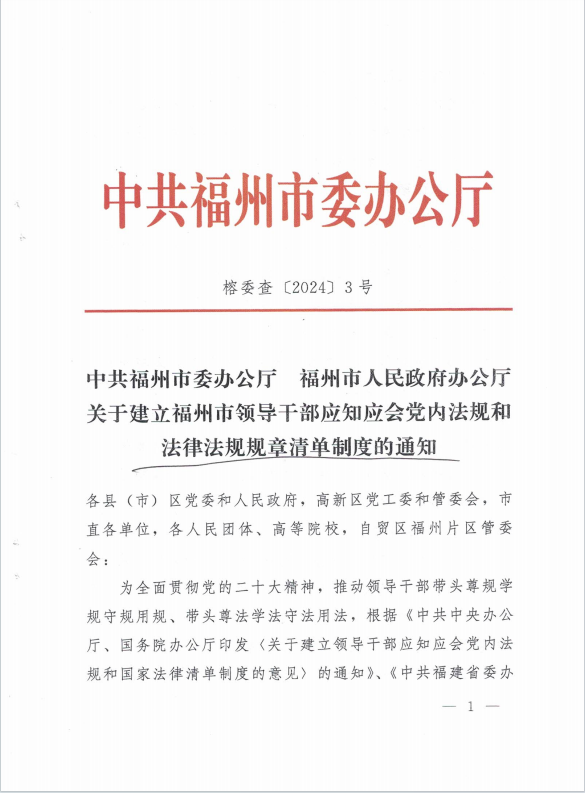 中共福州市委办公厅
榕委查〔2024〕3号
中共福州市委办公厅　福州市人民政府办公厅
关于建立福州市领导干部应知应会党内法规和
法律法规规章清单制度的通知
各县（市）区党委和人民政府，高新区党工委和管委会，市
直各单位，各人民团体、高等院校，自贸区福州片区管委
会：
为全面贯彻党的二十大精神，推动领导干部带头尊规学
规守规用规、带头尊法学法守法用法，根据《中共中央办公
厅、国务院办公厅印发〈关于建立领导干部应知应会党内法
规和国家法律清单制度的意见〉的通知》、《中共福建省委办
— 1 —